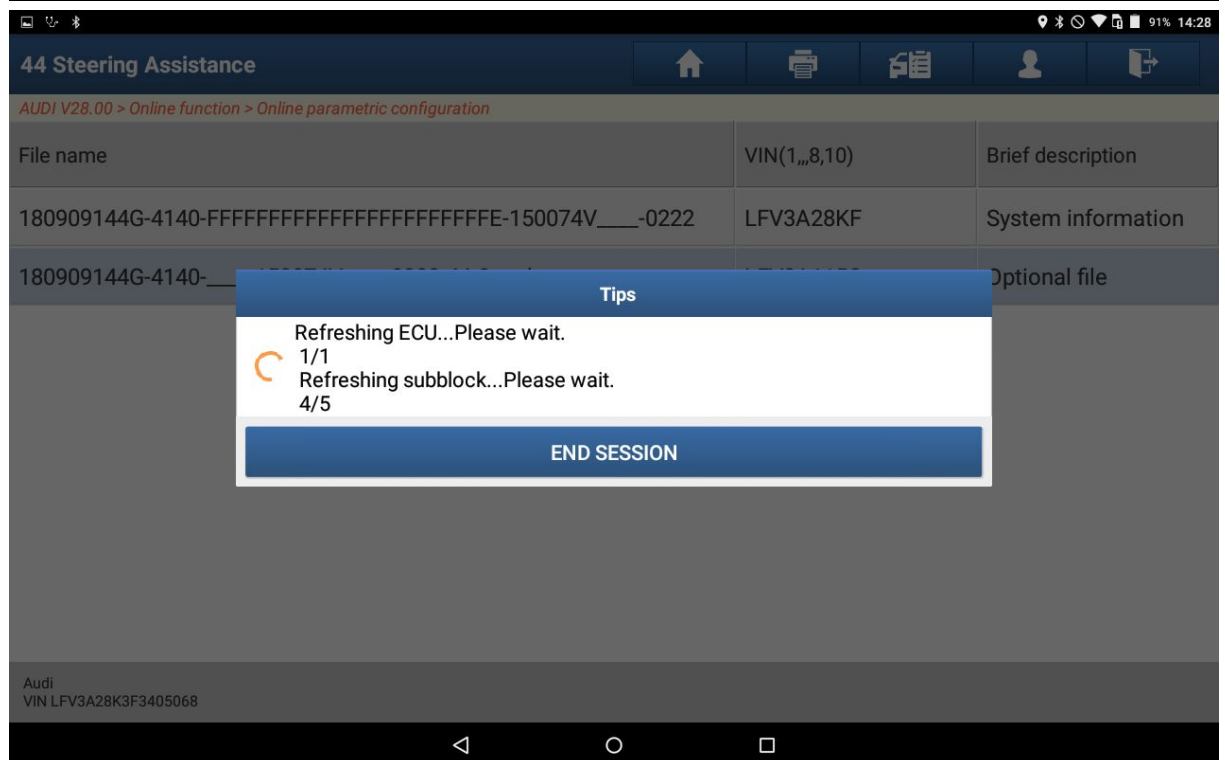 91% 14:28
44 Steering Assistance
AUDI V28.00 > Online function > Online parametric configuration
File name VIN(1,,,8,10) Brief description
180909144G-4140-FFFFFFFFFFFFFFFFFFFFFFFE-150074V____-0222 LFV3A28KF System information
180909144G-4140-___ Optional file
Tips
Refreshing ECU...Please wait.
1/1
Refreshing subblock...Please wait.
4/5
END SESSION
Audi
VIN LFV3A28K3F3405068